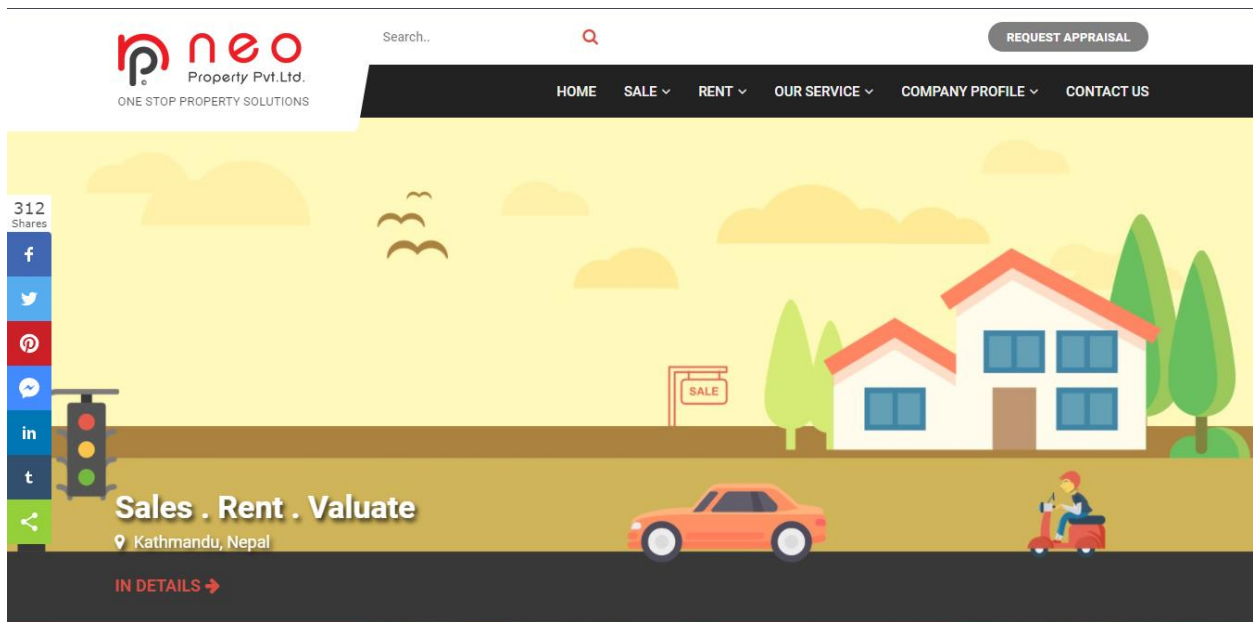 neo
Property Pvt.Ltd.
ONE STOP PROPERTY SOLUTIONS
Search..
REQUEST APPRAISAL
HOME SALE RENT OUR SERVICE COMPANY PROFILE CONTACT US
312
Shares
f
in
t
SALE
Sales . Rent . Valuate
Kathmandu, Nepal
IN DETAILS